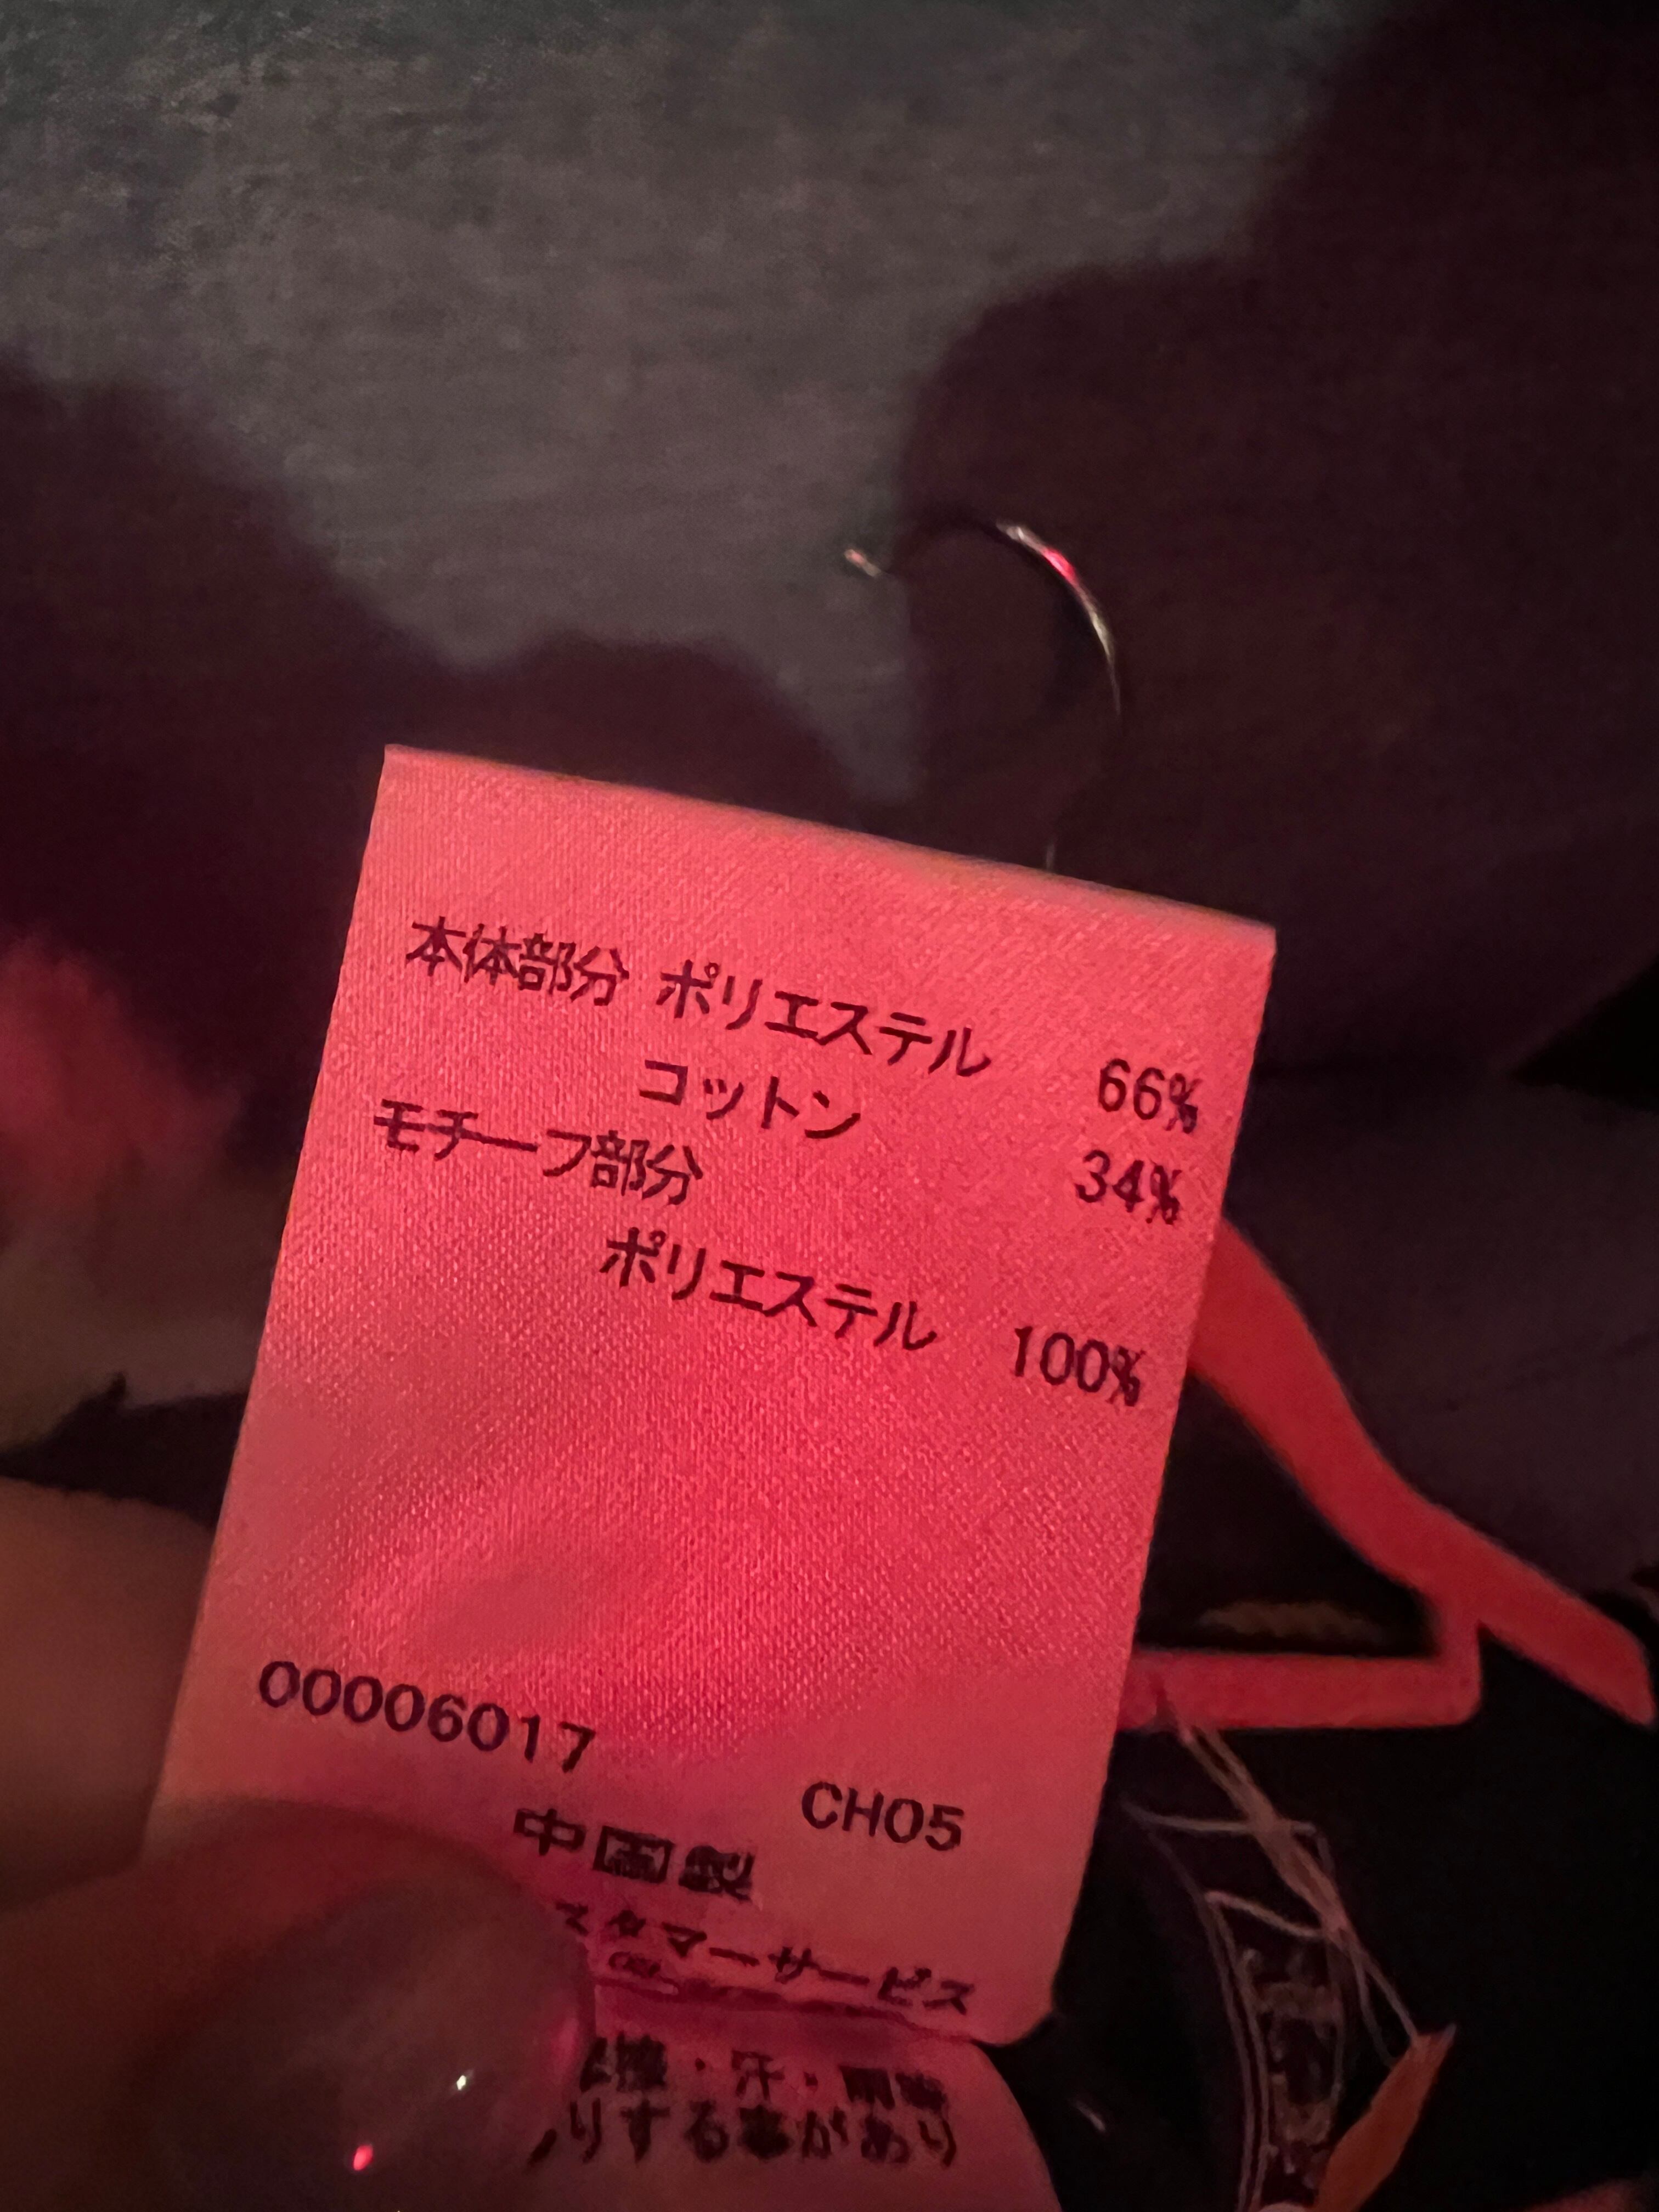 本体部分 ポリエステル 66%
コットン 34%
モチーフ部分
ポリエステル 100%
00006017
CH05
中国製
スタマーサービス
・汗・雨
りする事があり